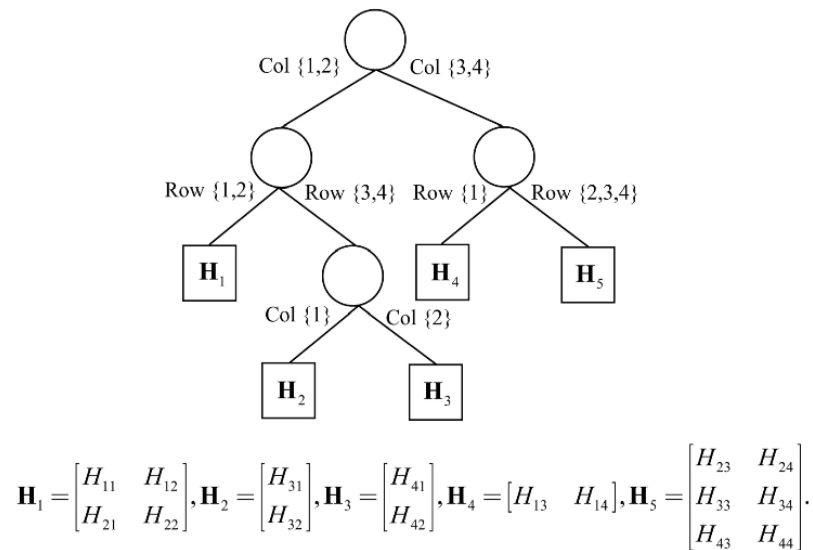 Col {1,2} Col {3,4}
Row {1,2} Row {3,4} Row {1} Row {2,3,4}
H₁ H₄ H₅
Col {1} Col {2}
H₂ H₃
H₁ = [H₁₁ H₁₂; H₂₁ H₂₂], H₂ = [H₃₁; H₃₂], H₃ = [H₄₁; H₄₂], H₄ = [H₁₃ H₁₄], H₅ = [H₂₃ H₂₄; H₃₃ H₃₄; H₄₃ H₄₄].